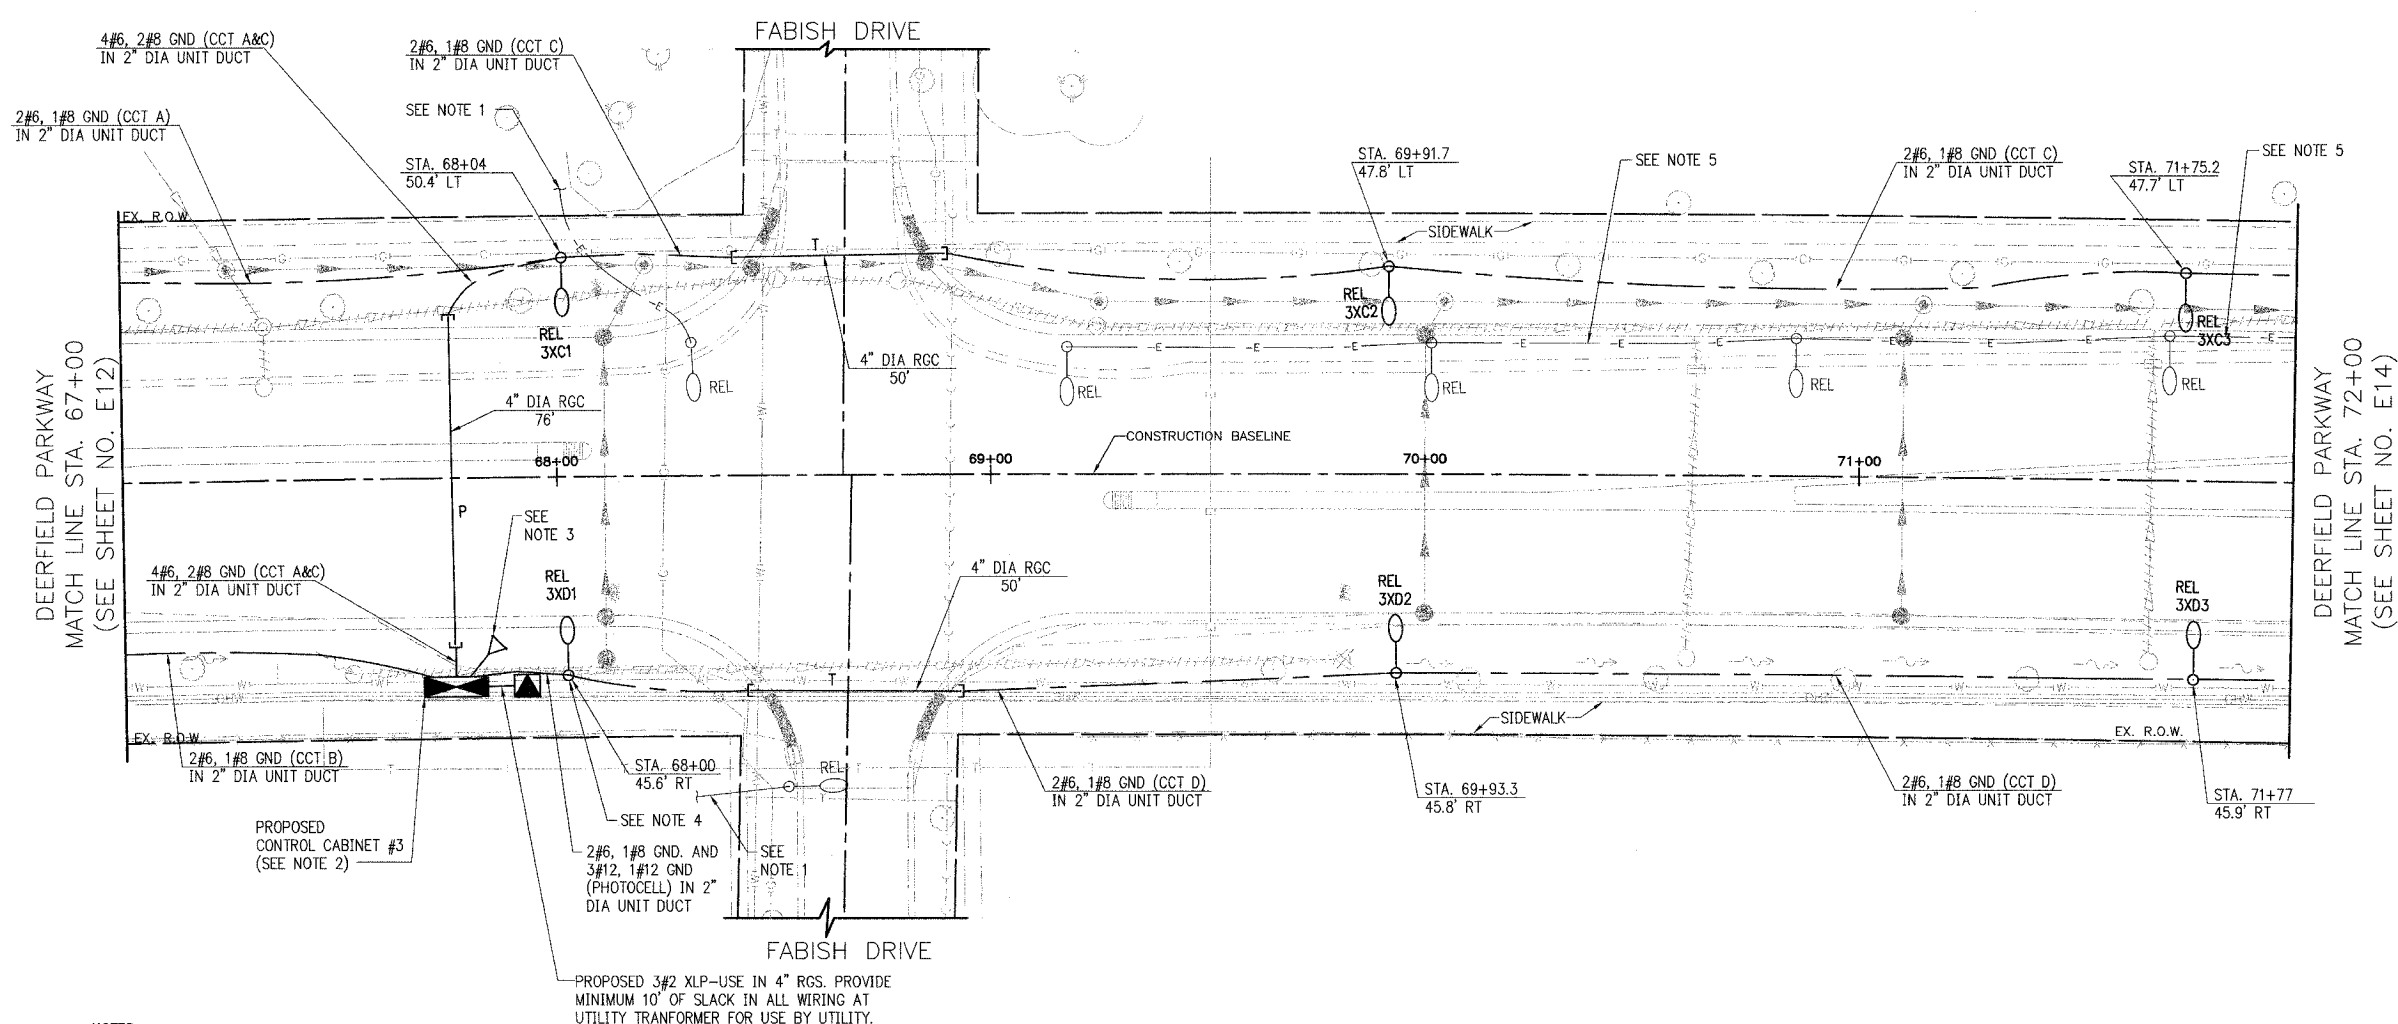 FABISH DRIVE
4#6, 2#8 GND (CCT A&C)
IN 2" DIA UNIT DUCT
2#6, 1#8 GND (CCT C)
IN 2" DIA UNIT DUCT
SEE NOTE 1
2#6, 1#8 GND (CCT A)
IN 2" DIA UNIT DUCT
STA. 68+04
50.4' LT
STA. 69+91.7
47.8' LT
SEE NOTE 5
2#6, 1#8 GND (CCT C)
IN 2" DIA UNIT DUCT
STA. 71+75.2
47.7' LT
SEE NOTE 5
EX. R.O.W.
SIDEWALK
T
REL
3XC1
REL
3XC2
REL
3XC3
REL
REL
REL
REL
REL
4" DIA RGC
50'
4" DIA RGC
76'
CONSTRUCTION BASELINE
68+00
69+00
70+00
71+00
DEERFIELD PARKWAY
MATCH LINE STA. 67+00
(SEE SHEET NO. E12)
DEERFIELD PARKWAY
MATCH LINE STA. 72+00
(SEE SHEET NO. E14)
P
SEE
NOTE 3
4#6, 2#8 GND (CCT A&C)
IN 2" DIA UNIT DUCT
REL
3XD1
4" DIA RGC
50'
REL
3XD2
REL
3XD3
T
SIDEWALK
EX. R.O.W.
EX. R.O.W.
2#6, 1#8 GND (CCT B)
IN 2" DIA UNIT DUCT
STA. 68+00
45.6' RT
REL
2#6, 1#8 GND (CCT D)
IN 2" DIA UNIT DUCT
STA. 69+93.3
45.8' RT
2#6, 1#8 GND (CCT D)
IN 2" DIA UNIT DUCT
STA. 71+77
45.9' RT
PROPOSED
CONTROL CABINET #3
(SEE NOTE 2)
SEE NOTE 4
2#6, 1#8 GND. AND
3#12, 1#12 GND
(PHOTOCELL) IN 2"
DIA UNIT DUCT
SEE
NOTE 1
FABISH DRIVE
PROPOSED 3#2 XLP-USE IN 4" RGS. PROVIDE
MINIMUM 10' OF SLACK IN ALL WIRING AT
UTILITY TRANFORMER FOR USE BY UTILITY.